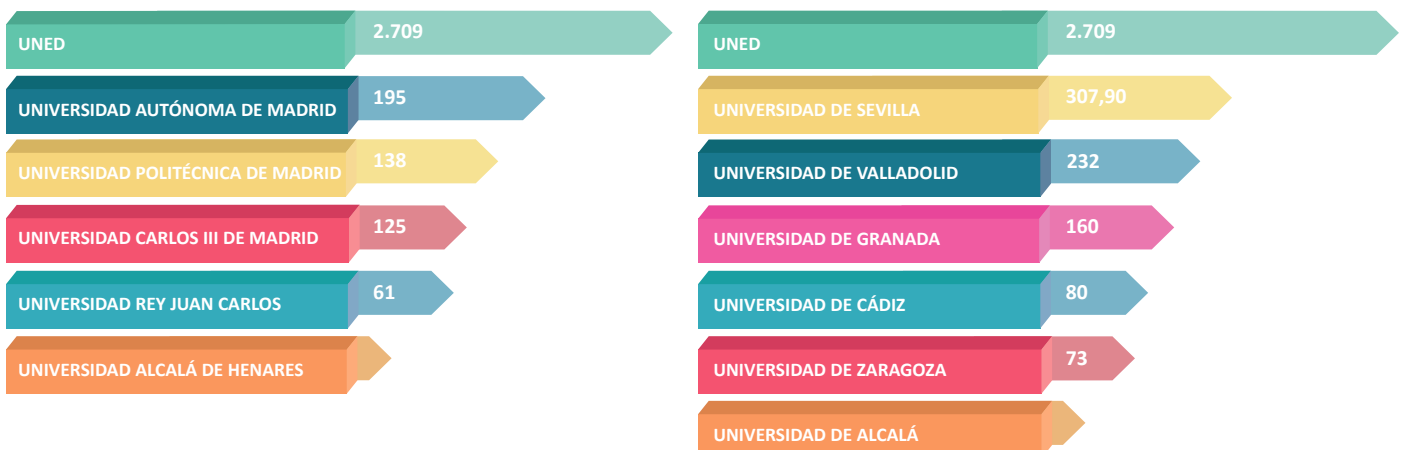 UNED
2.709
UNIVERSIDAD AUTÓNOMA DE MADRID
195
UNIVERSIDAD POLITÉCNICA DE MADRID
138
UNIVERSIDAD CARLOS III DE MADRID
125
UNIVERSIDAD REY JUAN CARLOS
61
UNIVERSIDAD ALCALÁ DE HENARES
UNED
2.709
UNIVERSIDAD DE SEVILLA
307,90
UNIVERSIDAD DE VALLADOLID
232
UNIVERSIDAD DE GRANADA
160
UNIVERSIDAD DE CÁDIZ
80
UNIVERSIDAD DE ZARAGOZA
73
UNIVERSIDAD DE ALCALÁ